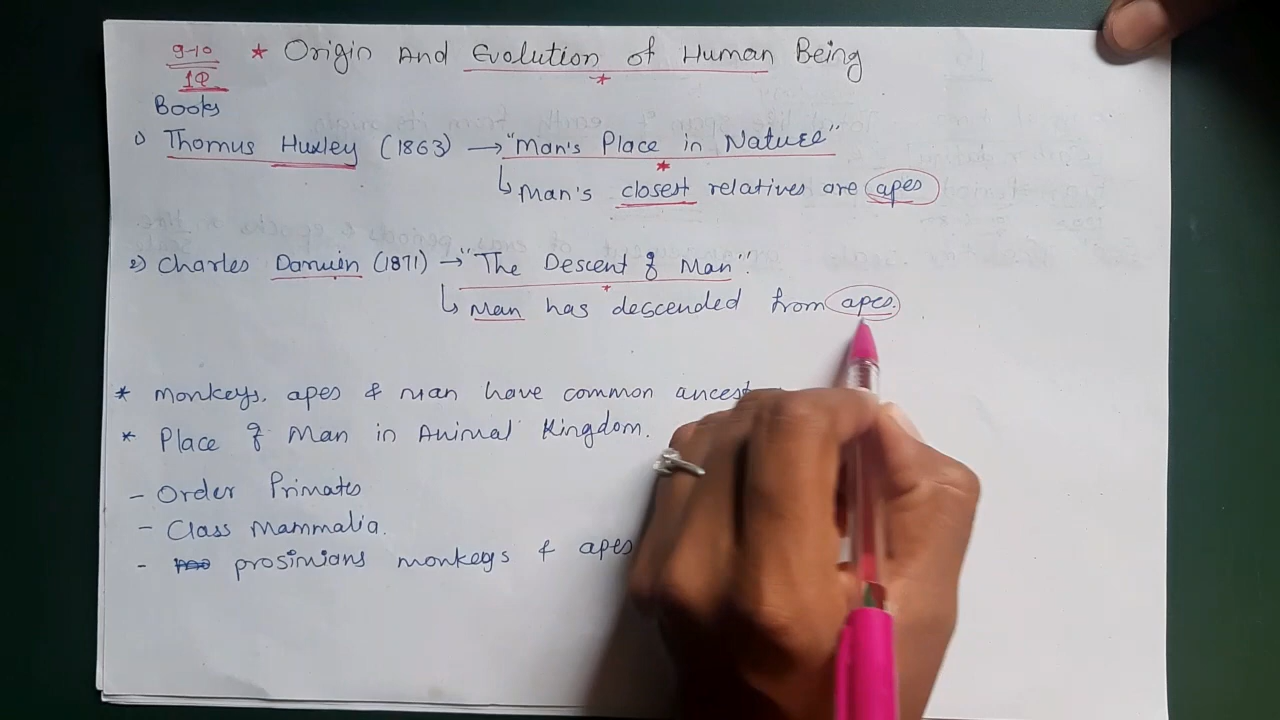 9-10 * Origin And Evolution of Human Being
1Q *
Books
1) Thomus Huxley (1863) → "Man's Place in Nature"
* ↳ Man's closest relatives are apes
2) Charles Darwin (1871) → "The Descent of Man".
* ↳ Man has descended from apes.
* Monkeys, apes & Man have common ancest
* Place of Man in Animal Kingdom.
- Order Primates
- Class Mammalia.
- prosimians monkeys & apes